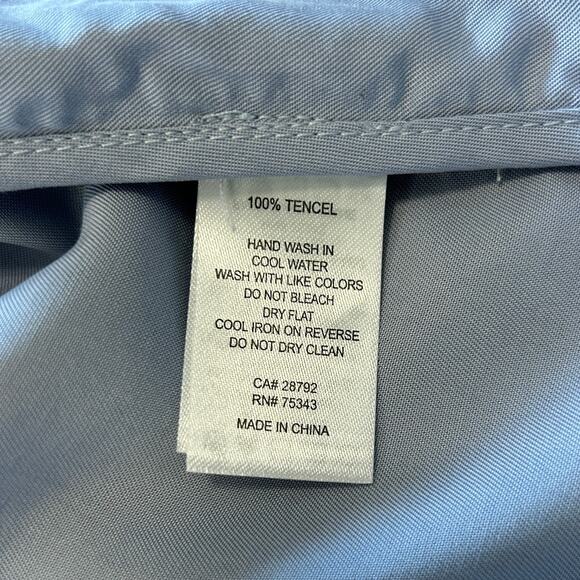 100% TENCEL
HAND WASH IN
COOL WATER
WASH WITH LIKE COLORS
DO NOT BLEACH
DRY FLAT
COOL IRON ON REVERSE
DO NOT DRY CLEAN
CA# 28792
RN# 75343
MADE IN CHINA